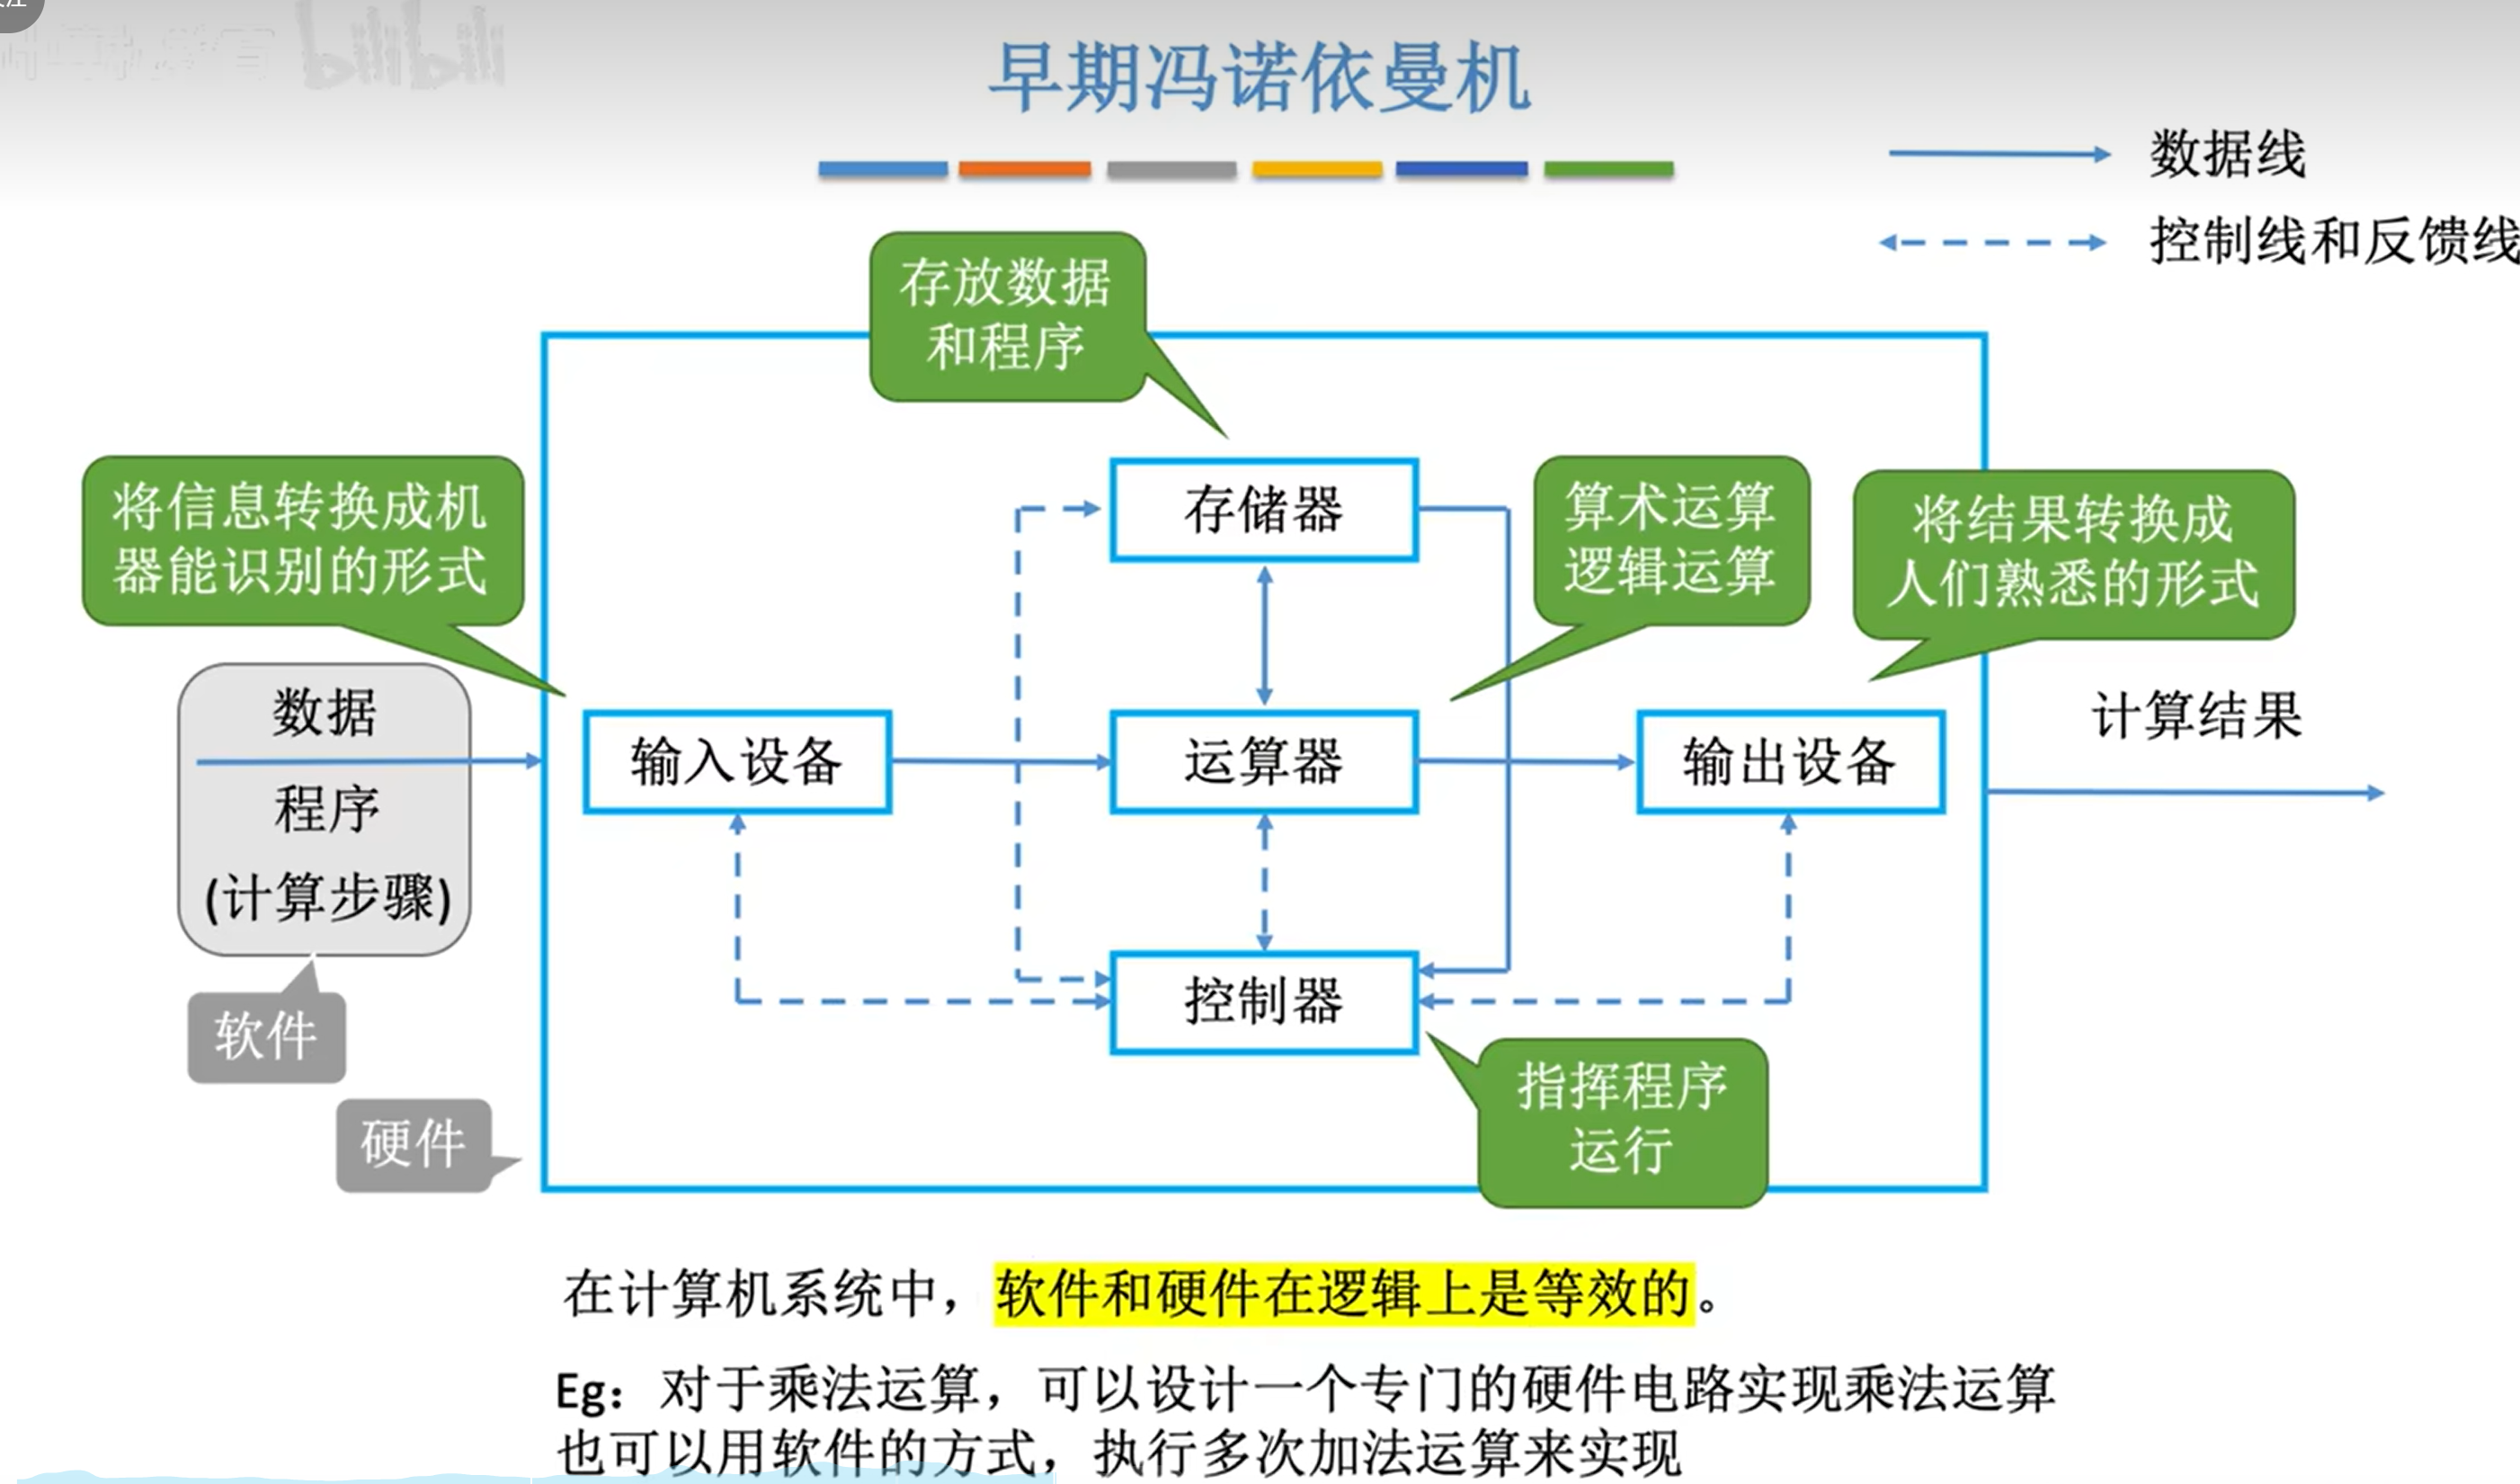 bilibili
早期冯诺依曼机
数据线
控制线和反馈线
存放数据
和程序
将信息转换成机
器能识别的形式
存储器
算术运算
逻辑运算
将结果转换成
人们熟悉的形式
数据
程序
(计算步骤)
输入设备
运算器
输出设备
计算结果
控制器
软件
硬件
指挥程序
运行
在计算机系统中，软件和硬件在逻辑上是等效的。
Eg：对于乘法运算，可以设计一个专门的硬件电路实现乘法运算
也可以用软件的方式，执行多次加法运算来实现